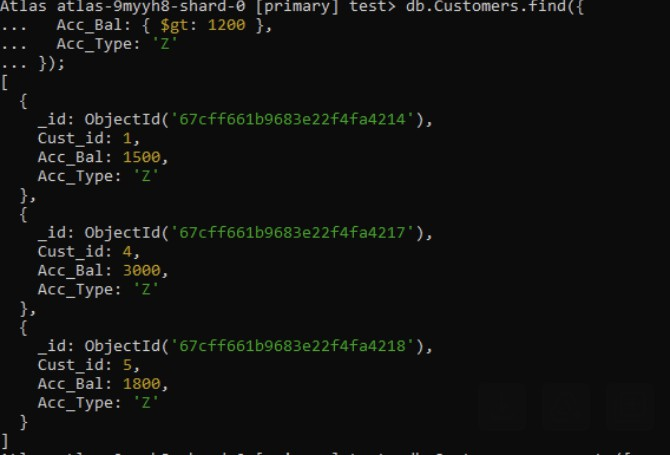 Atlas atlas-9myyh8-shard-0 [primary] test> db.Customers.find({
...   Acc_Bal: { $gt: 1200 },
...   Acc_Type: 'Z'
... });
[
  {
    _id: ObjectId('67cff661b9683e22f4fa4214'),
    Cust_id: 1,
    Acc_Bal: 1500,
    Acc_Type: 'Z'
  },
  {
    _id: ObjectId('67cff661b9683e22f4fa4217'),
    Cust_id: 4,
    Acc_Bal: 3000,
    Acc_Type: 'Z'
  },
  {
    _id: ObjectId('67cff661b9683e22f4fa4218'),
    Cust_id: 5,
    Acc_Bal: 1800,
    Acc_Type: 'Z'
  }
]